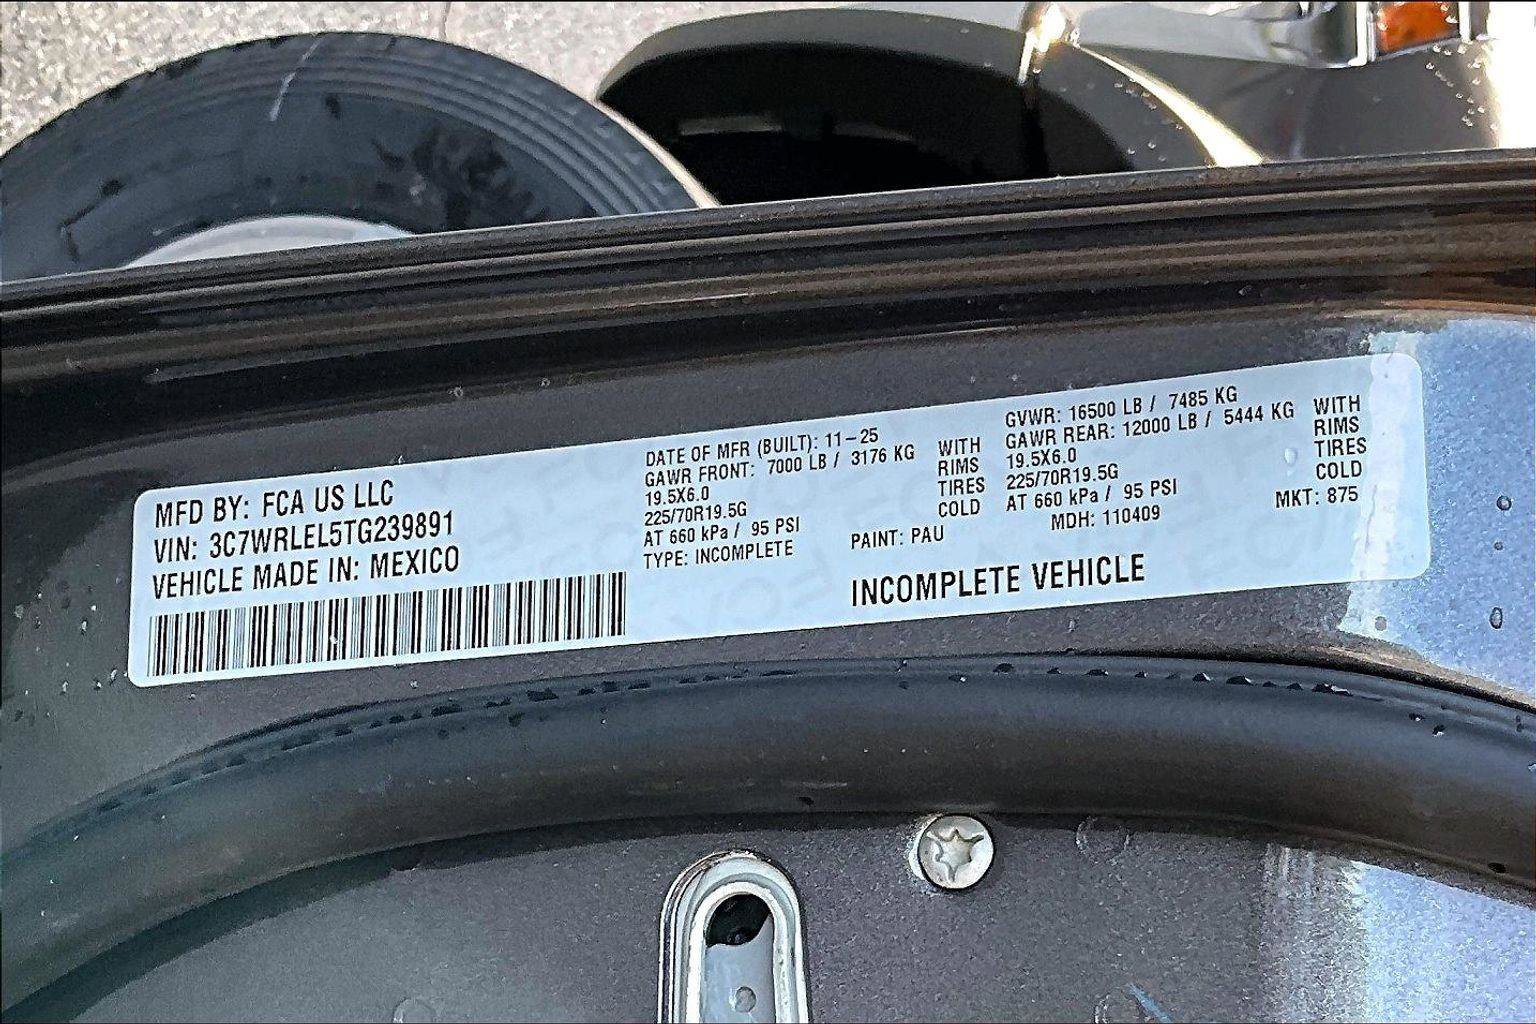 MFD BY: FCA US LLC
VIN: 3C7WRLEL5TG239891
VEHICLE MADE IN: MEXICO
DATE OF MFR (BUILT): 11-25
GAWR FRONT: 7000 LB / 3176 KG WITH
19.5X6.0 RIMS
225/70R19.5G TIRES
AT 660 kPa / 95 PSI COLD
TYPE: INCOMPLETE PAINT: PAU
GVWR: 16500 LB / 7485 KG
GAWR REAR: 12000 LB / 5444 KG WITH
19.5X6.0 RIMS
225/70R19.5G TIRES
AT 660 kPa / 95 PSI COLD
MDH: 110409 MKT: 875
INCOMPLETE VEHICLE